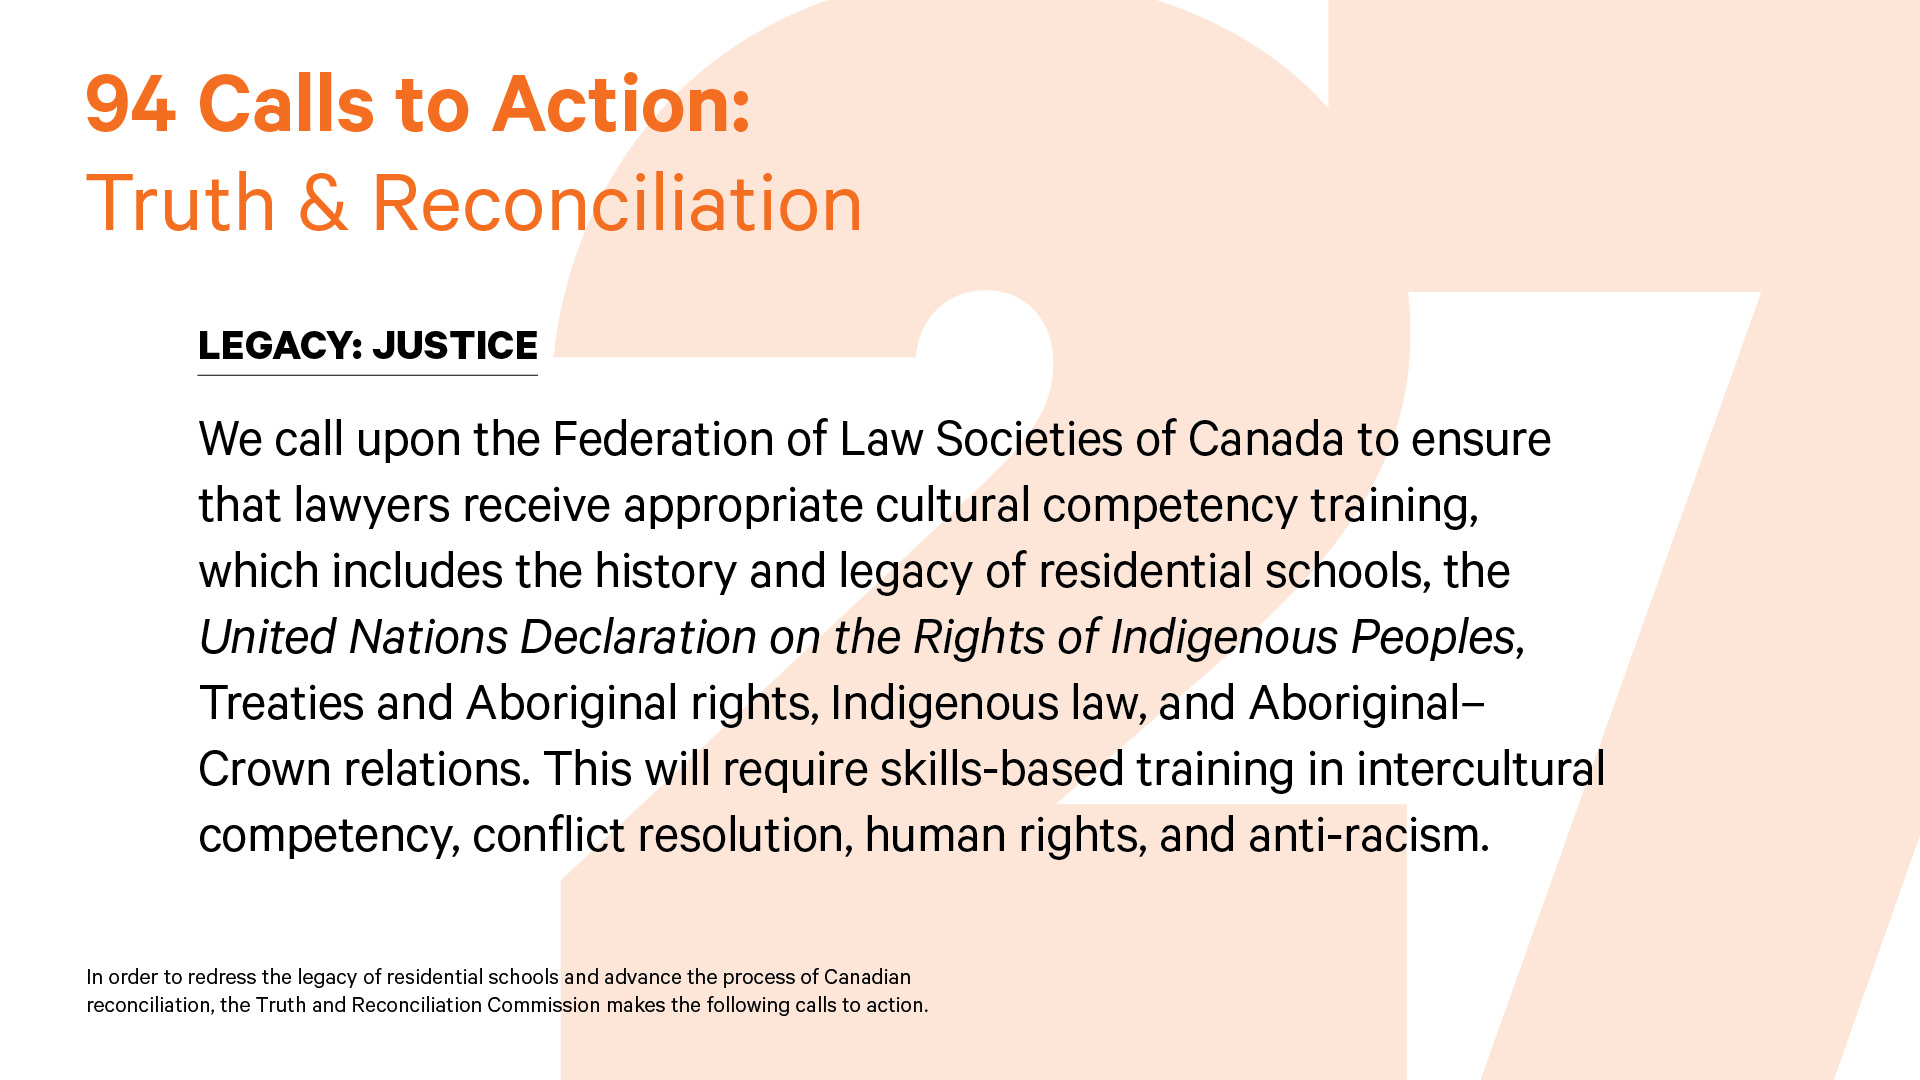 94 Calls to Action:
Truth & Reconciliation
27
LEGACY: JUSTICE
We call upon the Federation of Law Societies of Canada to ensure
that lawyers receive appropriate cultural competency training,
which includes the history and legacy of residential schools, the
United Nations Declaration on the Rights of Indigenous Peoples,
Treaties and Aboriginal rights, Indigenous law, and Aboriginal–
Crown relations. This will require skills-based training in intercultural
competency, conflict resolution, human rights, and anti-racism.
In order to redress the legacy of residential schools and advance the process of Canadian
reconciliation, the Truth and Reconciliation Commission makes the following calls to action.